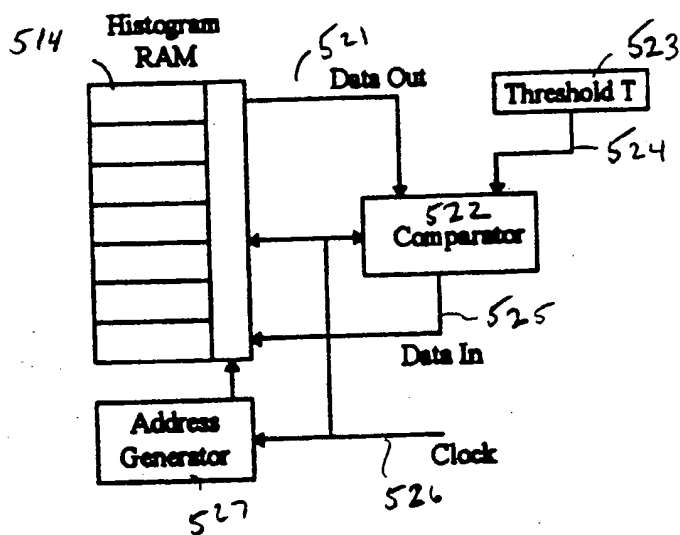 514
Histogram
RAM
521
Data Out
523
Threshold T
524
522
Comparator
525
Data In
Address
Generator
527
Clock
526